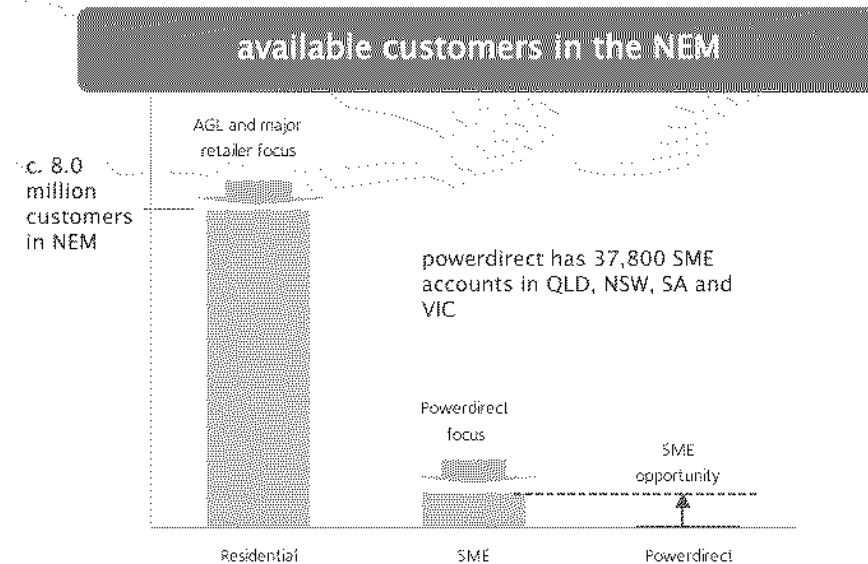 available customers in the NEM
AGL and major
retailer focus
c. 8.0
million
customers
in NEM
powerdirect has 37,800 SME
accounts in QLD, NSW, SA and
VIC
Powerdirect
focus
SME
opportunity
Residential
SME
Powerdirect